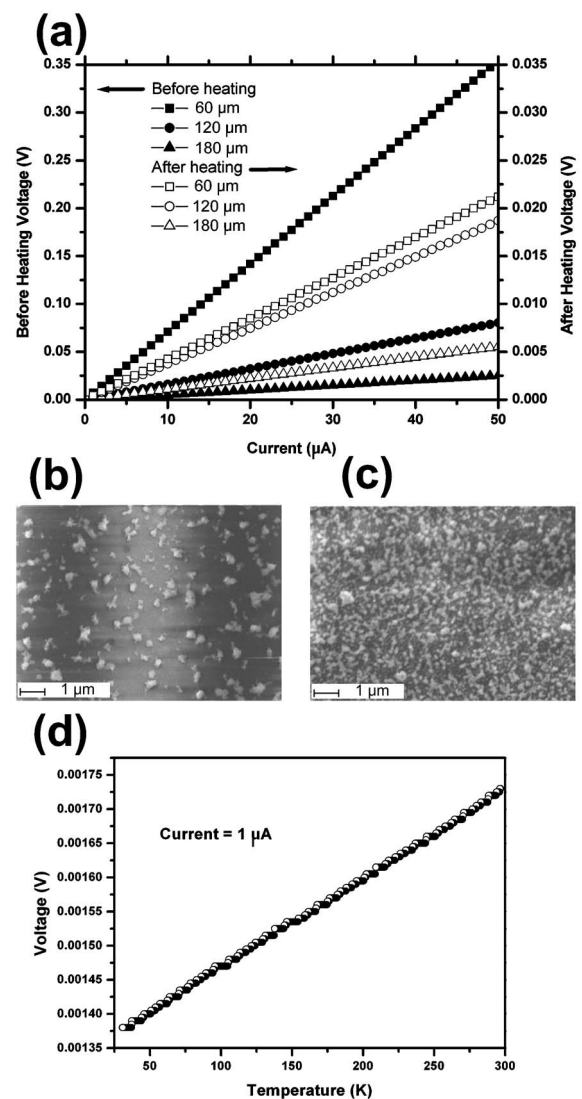 (a)
0.35
0.30
0.25
0.20
0.15
0.10
0.05
0.00
Before Heating Voltage (V)
Before heating
60 µm
120 µm
180 µm
After heating
60 µm
120 µm
180 µm
0.035
0.030
0.025
0.020
0.015
0.010
0.005
0.000
After Heating Voltage (V)
0 10 20 30 40 50
Current (µA)
(b)
(c)
1 µm
1 µm
(d)
0.00175
0.00170
0.00165
0.00160
0.00155
0.00150
0.00145
0.00140
0.00135
Voltage (V)
Current = 1 µA
50 100 150 200 250 300
Temperature (K)